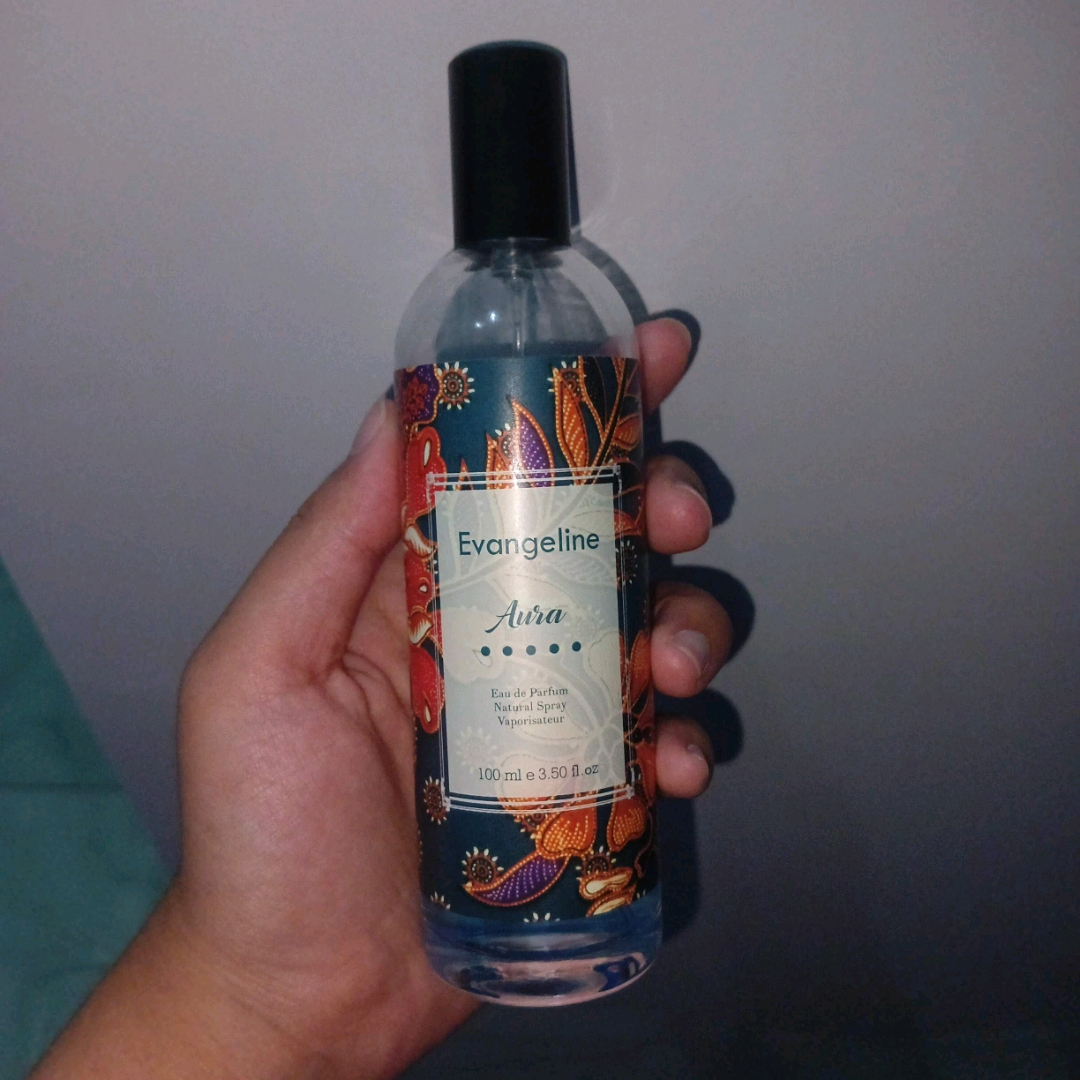 Evangeline
Aura
Eau de Parfum
Natural Spray
Vaporisateur
100 ml e 3.50 fl.oz